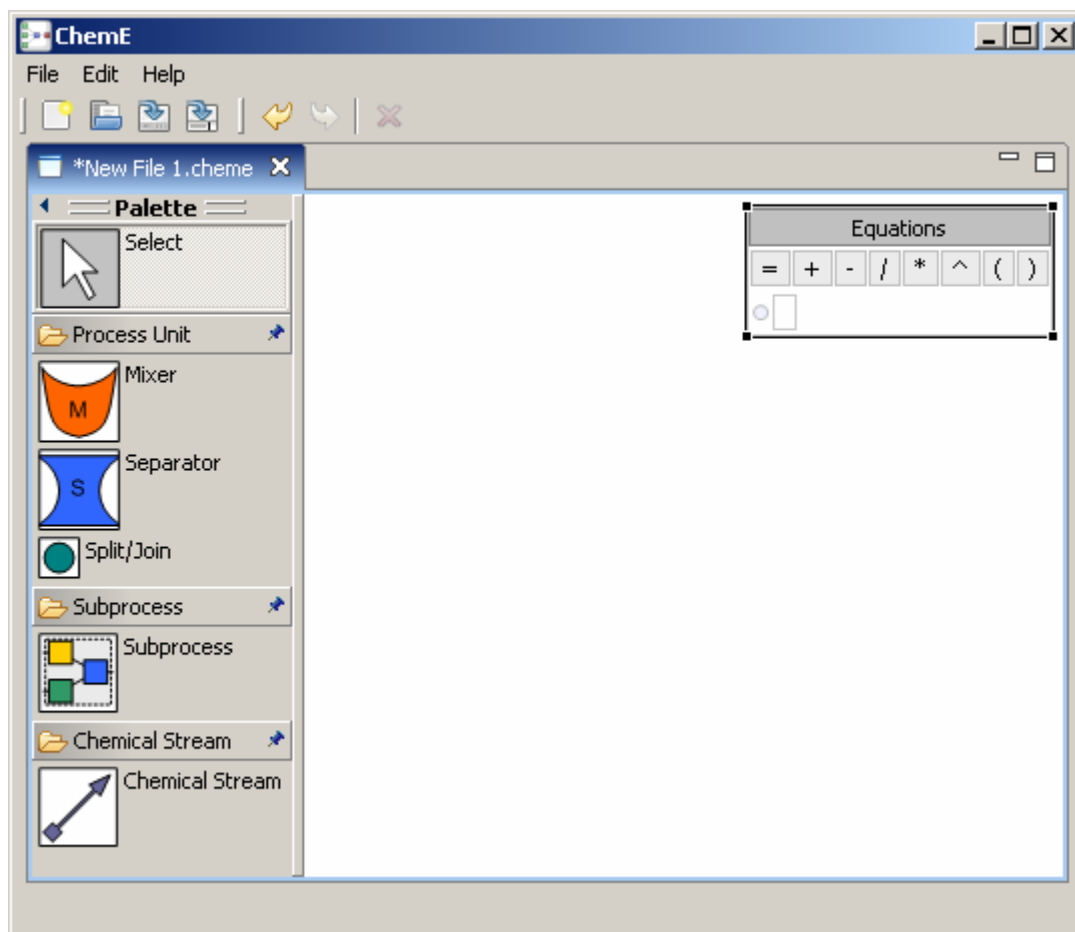 ChemE
File Edit Help
*New File 1.cheme
Palette
Select
Process Unit
Mixer
M
Separator
S
Split/Join
Subprocess
Subprocess
Chemical Stream
Chemical Stream
Equations
= + - / * ^ ( )